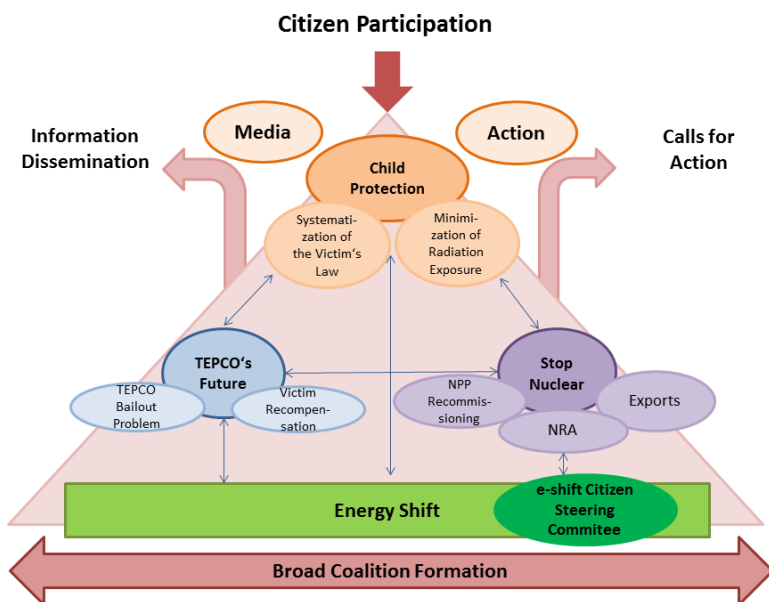 Citizen Participation
Media
Action
Information
Dissemination
Calls for
Action
Child
Protection
Systemati-
zation of
the Victim‘s
Law
Minimi-
zation of
Radiation
Exposure
TEPCO‘s
Future
TEPCO
Bailout
Problem
Victim
Recompen-
sation
Stop
Nuclear
NPP
Recommis-
sioning
NRA
Exports
Energy Shift
e-shift Citizen
Steering
Commitee
Broad Coalition Formation